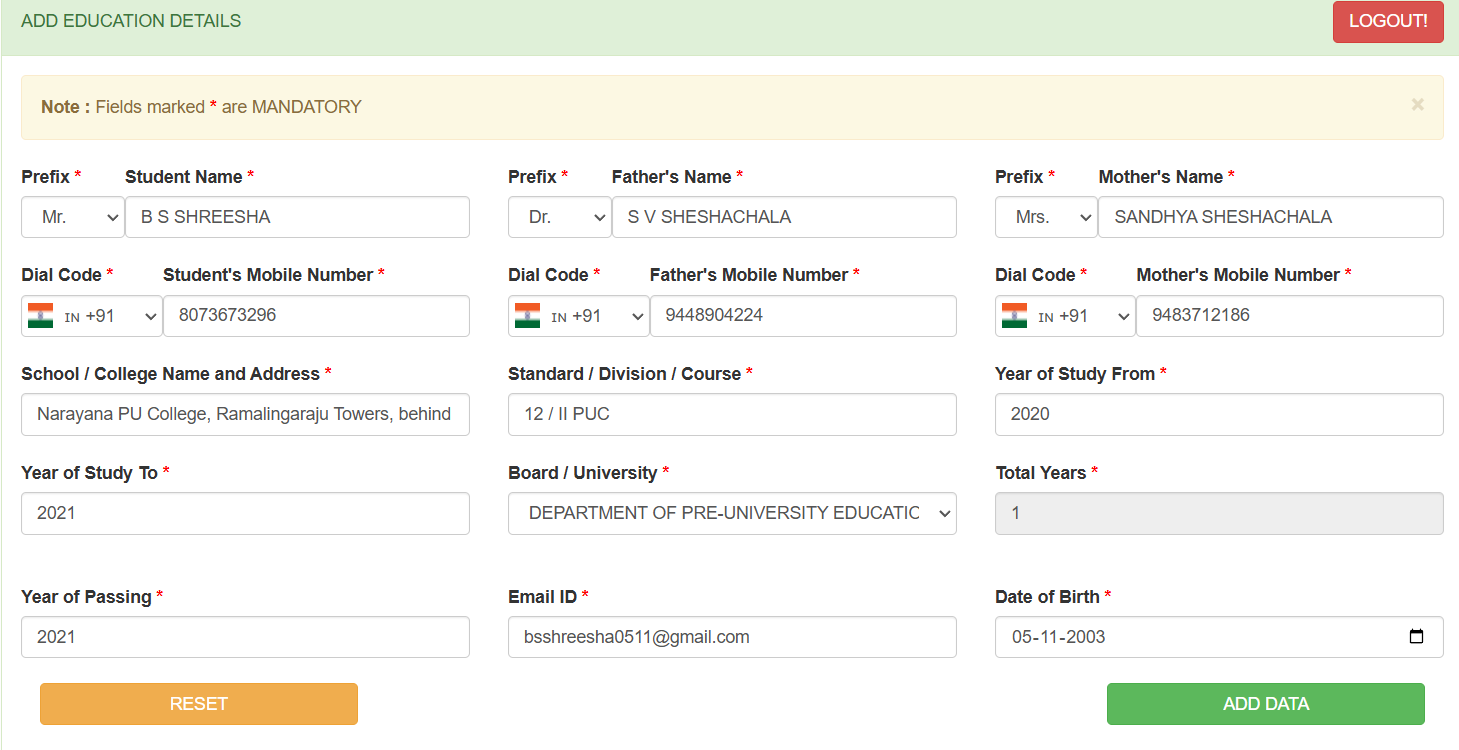 ADD EDUCATION DETAILS LOGOUT!
Note : Fields marked * are MANDATORY ×
Prefix * Student Name * Prefix * Father's Name * Prefix * Mother's Name *
Mr. B S SHREESHA Dr. S V SHESHACHALA Mrs. SANDHYA SHESHACHALA
Dial Code * Student's Mobile Number * Dial Code * Father's Mobile Number * Dial Code * Mother's Mobile Number *
IN +91 8073673296 IN +91 9448904224 IN +91 9483712186
School / College Name and Address * Standard / Division / Course * Year of Study From *
Narayana PU College, Ramalingaraju Towers, behind 12 / II PUC 2020
Year of Study To * Board / University * Total Years *
2021 DEPARTMENT OF PRE-UNIVERSITY EDUCATIC 1
Year of Passing * Email ID * Date of Birth *
2021 bsshreesha0511@gmail.com 05-11-2003
RESET ADD DATA